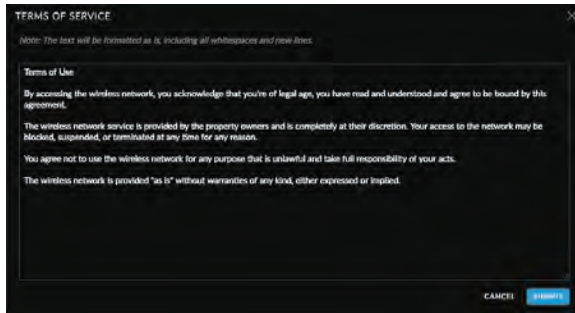 TERMS OF SERVICE
Note: The text will be formatted as is, including all whitespaces and new lines.
Terms of Use
By accessing the wireless network, you acknowledge that you're of legal age, you have read and understood and agree to be bound by this
agreement.
The wireless network service is provided by the property owners and is completely at their discretion. Your access to the network may be
blocked, suspended, or terminated at any time for any reason.
You agree not to use the wireless network for any purpose that is unlawful and take full responsibility of your acts.
The wireless network is provided "as is" without warranties of any kind, either expressed or implied.
CANCEL SUBMIT